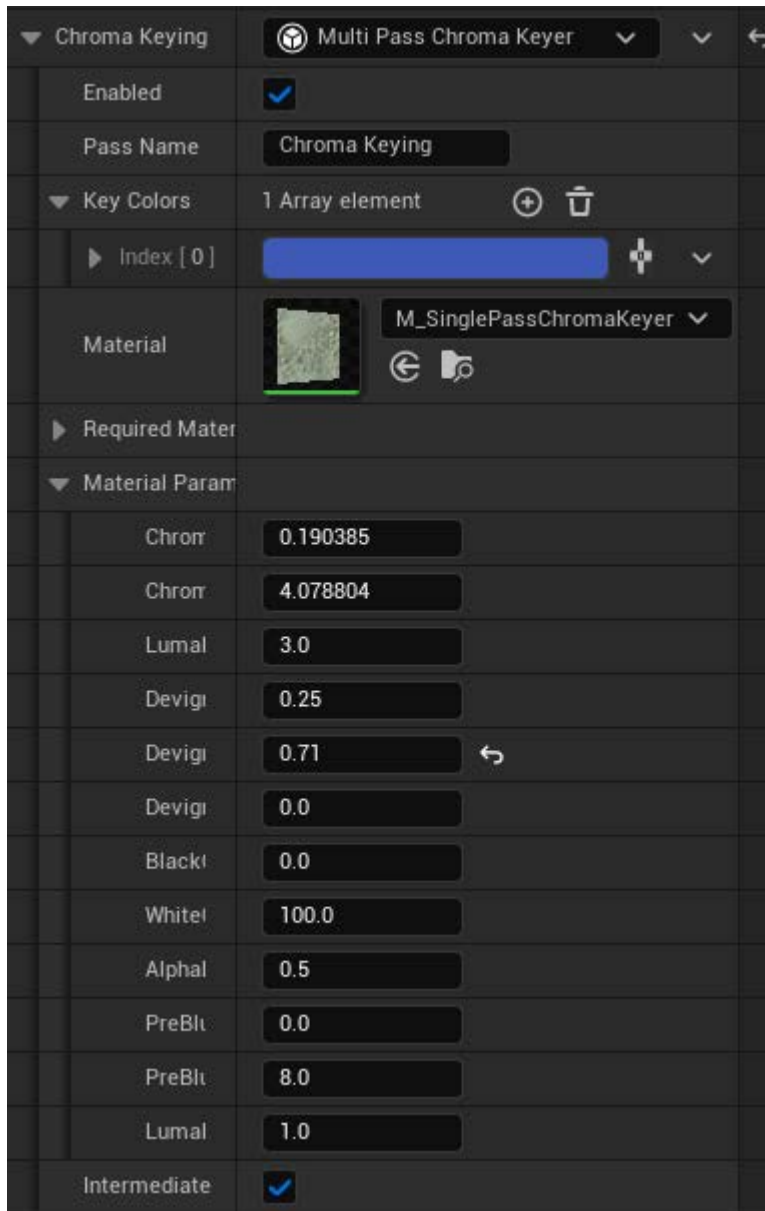 Chroma Keying Multi Pass Chroma Keyer
Enabled
Pass Name Chroma Keying
Key Colors 1 Array element
Index [ 0 ]
Material M_SinglePassChromaKeyer
Required Mater
Material Param
Chrom 0.190385
Chrom 4.078804
Lumal 3.0
Devigi 0.25
Devigi 0.71
Devigi 0.0
Black 0.0
White 100.0
Alphal 0.5
PreBlu 0.0
PreBlu 8.0
Lumal 1.0
Intermediate